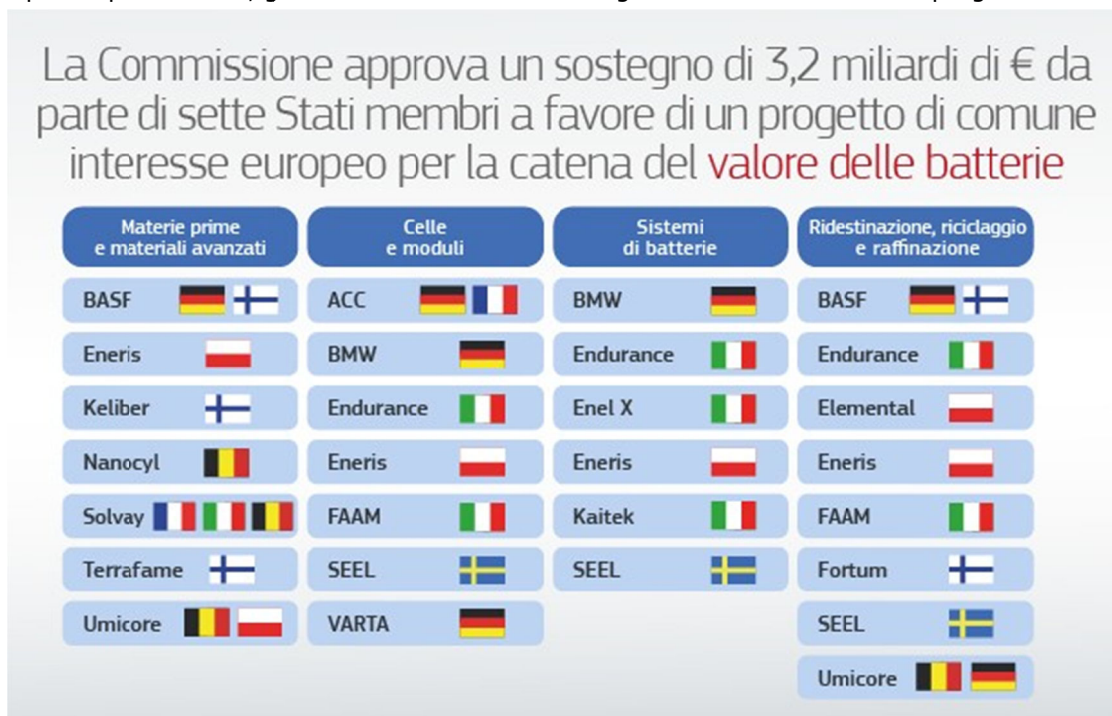 La Commissione approva un sostegno di 3,2 miliardi di € da
parte di sette Stati membri a favore di un progetto di comune
interesse europeo per la catena del valore delle batterie
Materie prime
e materiali avanzati
BASF
Eneris
Keliber
Nanocyl
Solvay
Terrafame
Umicore
Celle
e moduli
ACC
BMW
Endurance
Eneris
FAAM
SEEL
VARTA
Sistemi
di batterie
BMW
Endurance
Enel X
Eneris
Kaitek
SEEL
Ridestinazione, riciclaggio
e raffinazione
BASF
Endurance
Elemental
Eneris
FAAM
Fortum
SEEL
Umicore